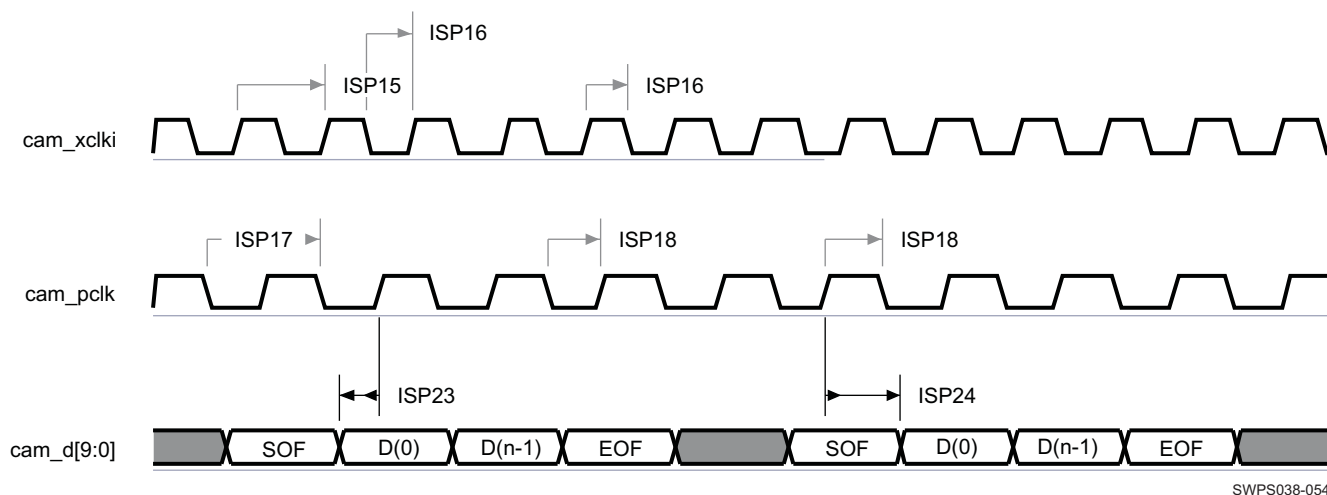 ISP16
ISP15
ISP16
cam_xclki
ISP17
ISP18
ISP18
cam_pclk
ISP23
ISP24
cam_d[9:0]
SOF
D(0)
D(n-1)
EOF
SOF
D(0)
D(n-1)
EOF
SWPS038-054